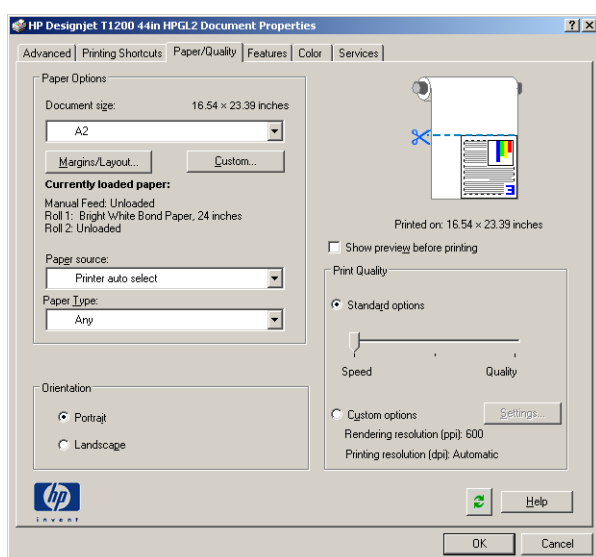 HP Designjet T1200 44in HPGL2 Document Properties
Advanced Printing Shortcuts Paper/Quality Features Color Services
Paper Options
Document size: 16.54 × 23.39 inches
A2
Margins/Layout... Custom...
Currently loaded paper:
Manual Feed: Unloaded
Roll 1: Bright White Bond Paper, 24 inches
Roll 2: Unloaded
Paper source:
Printer auto select
Paper Type:
Any
Orientation
Portrait
Landscape
3
Printed on: 16.54 × 23.39 inches
Show preview before printing
Print Quality
Standard options
Speed Quality
Custom options Settings...
Rendering resolution (ppi): 600
Printing resolution (dpi): Automatic
hp
invent
Help
OK Cancel